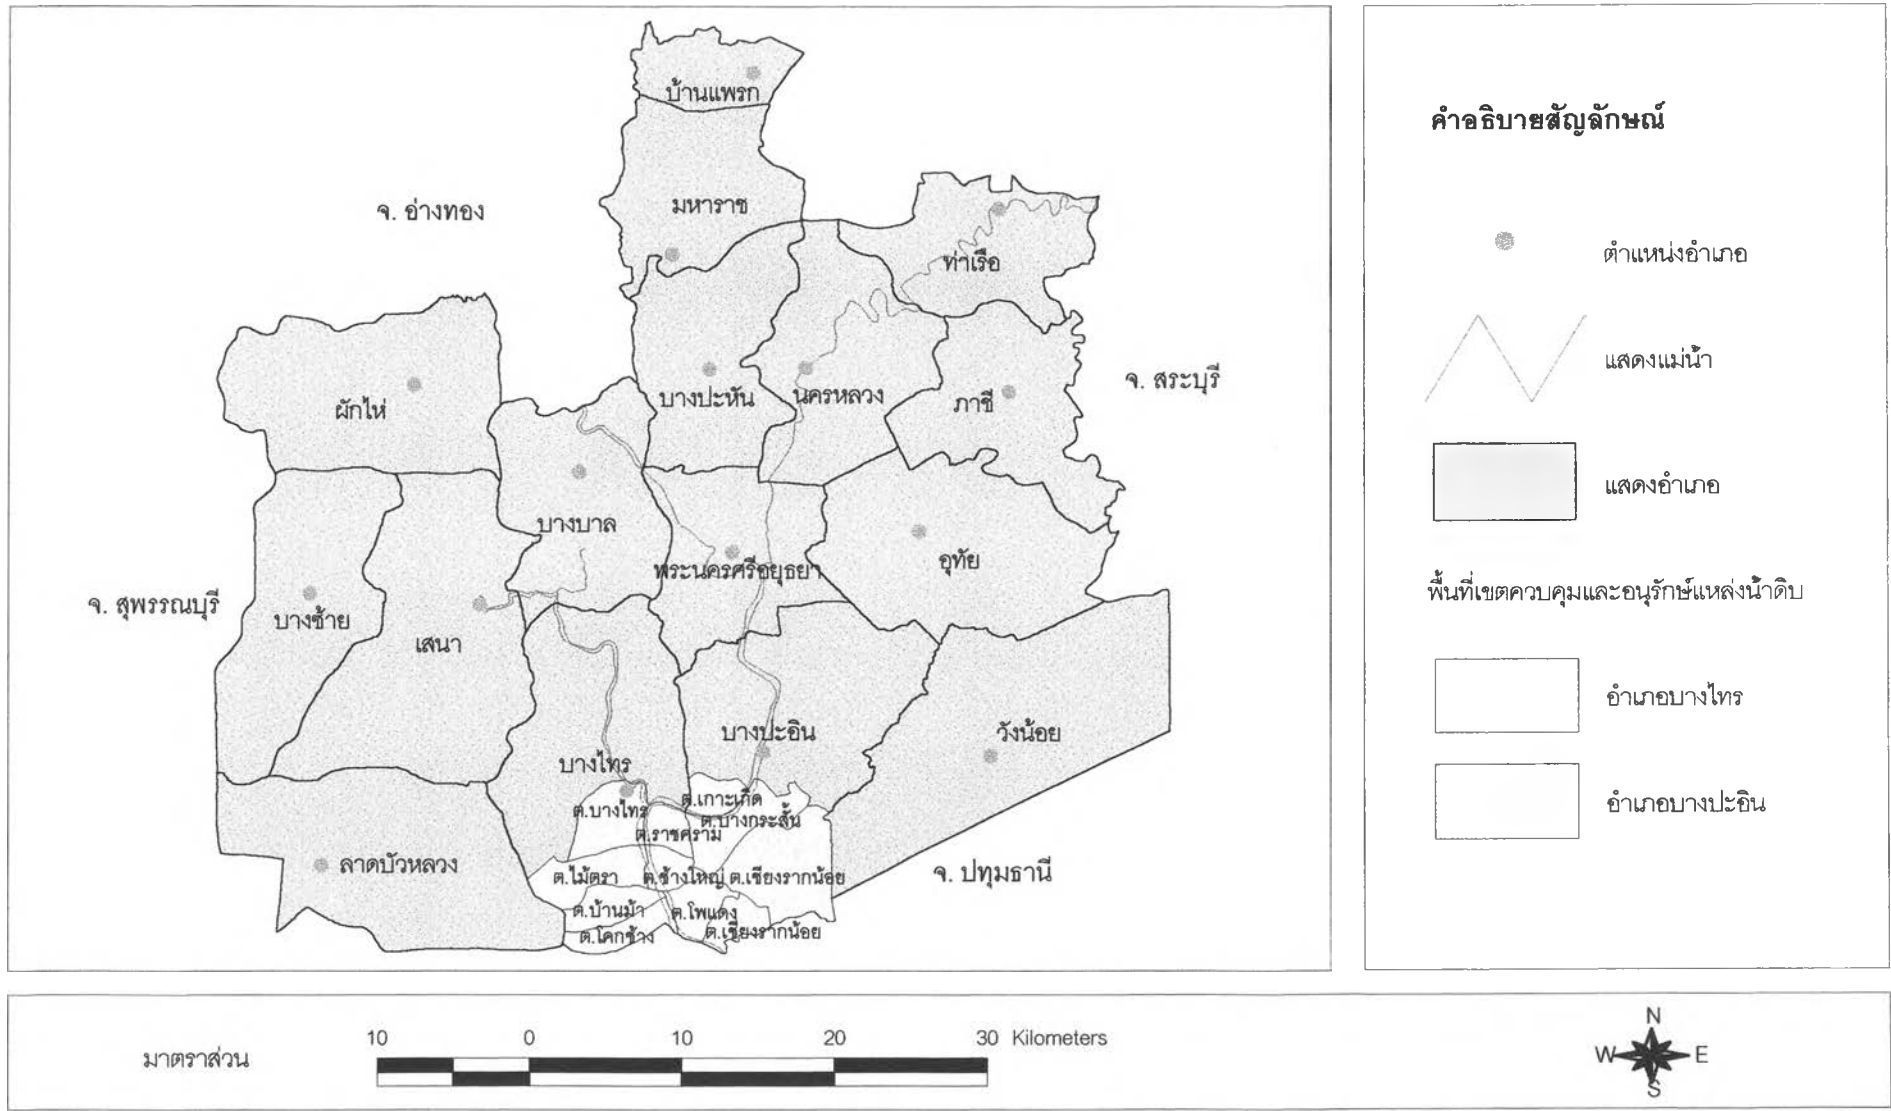 บ้านแพรก
มหาราช
จ. อ่างทอง
ท่าเรือ
จ. สระบุรี
ผักไห่
บางปะหัน
นครหลวง
ภาชี
บางบาล
พระนครศรีอยุธยา
อุทัย
จ. สุพรรณบุรี
บางซ้าย
เสนา
บางปะอิน
วังน้อย
บางไทร
ต.บางไทร
ต.เกาะเกิด
ต.บางกระสั้น
ต.ราชคราม
ลาดบัวหลวง
ต.ไม้ตรา
ต.ช้างใหญ่
ต.เชียงรากน้อย
จ. ปทุมธานี
ต.บ้านม้า
ต.โพแตง
ต.โคกช้าง
ต.เชียงรากน้อย
คำอธิบายสัญลักษณ์
ตำแหน่งอำเภอ
แสดงแม่น้ำ
แสดงอำเภอ
พื้นที่เขตควบคุมและอนุรักษ์แหล่งน้ำดิบ
อำเภอบางไทร
อำเภอบางปะอิน
มาตราส่วน
10 0 10 20 30 Kilometers
N
W E
S